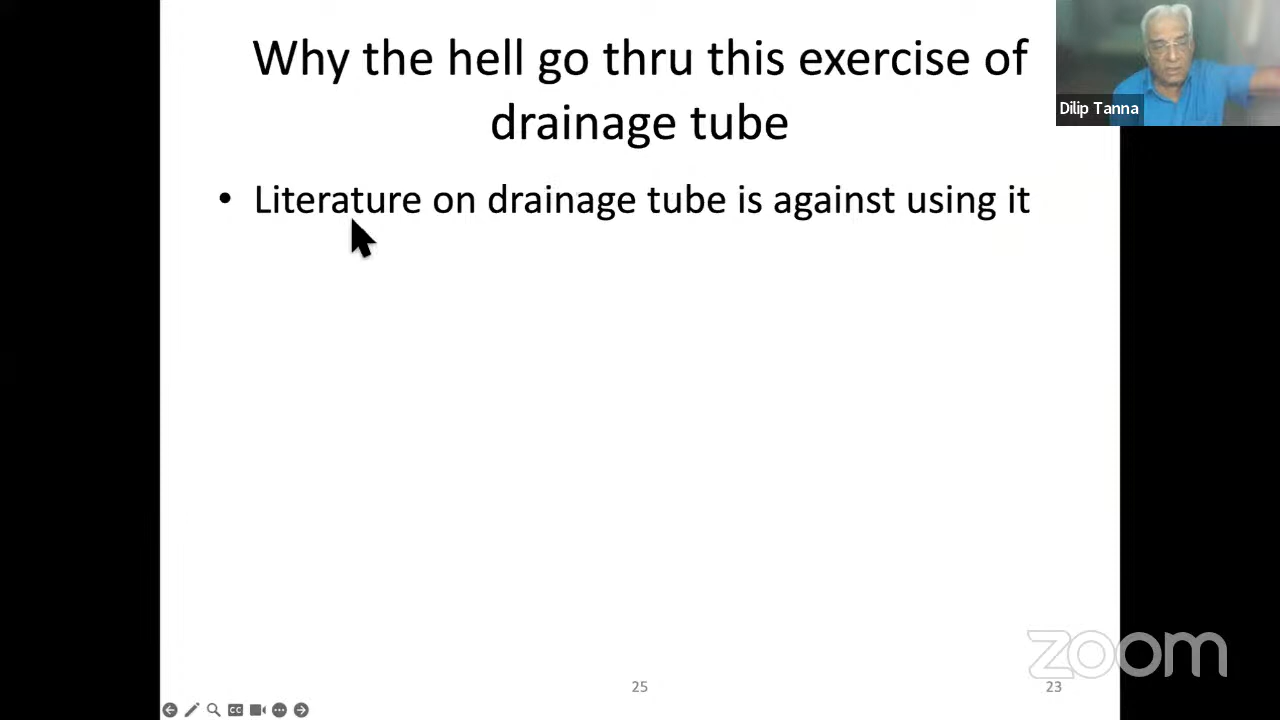 Why the hell go thru this exercise of
drainage tube
Dilip Tanna
• Literature on drainage tube is against using it
zoom
25
23
CC